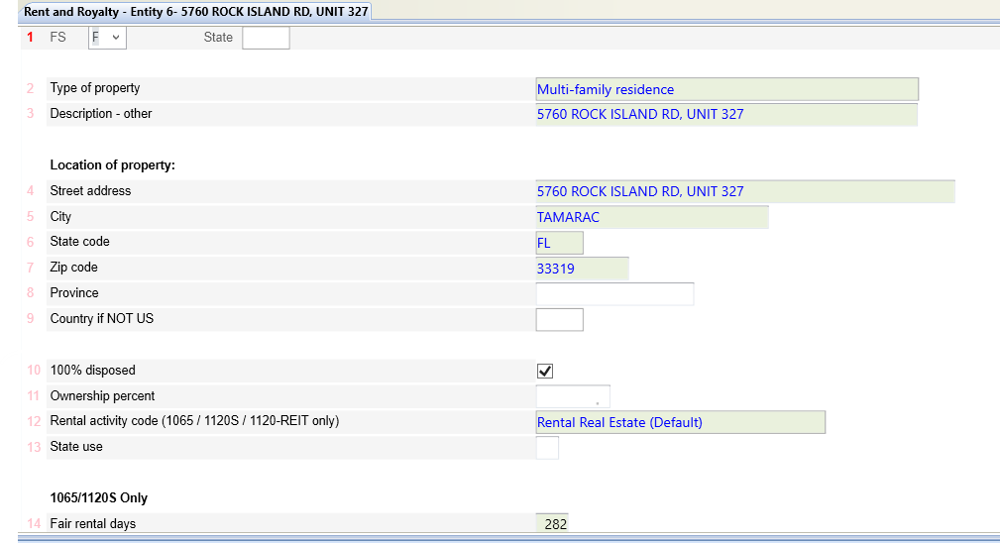 Rent and Royalty - Entity 6- 5760 ROCK ISLAND RD, UNIT 327
1 FS F State
2 Type of property Multi-family residence
3 Description - other 5760 ROCK ISLAND RD, UNIT 327
Location of property:
4 Street address 5760 ROCK ISLAND RD, UNIT 327
5 City TAMARAC
6 State code FL
7 Zip code 33319
8 Province
9 Country if NOT US
10 100% disposed
11 Ownership percent .
12 Rental activity code (1065 / 1120S / 1120-REIT only) Rental Real Estate (Default)
13 State use
1065/1120S Only
14 Fair rental days 282